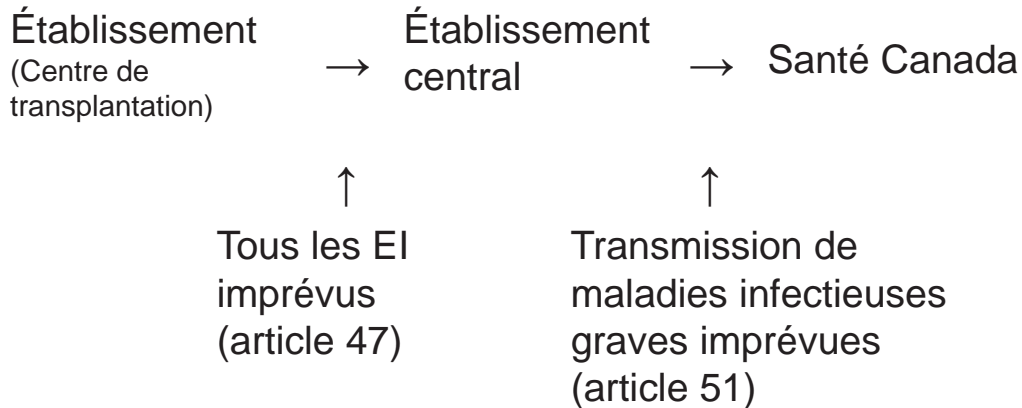 Établissement
(Centre de
transplantation)
→
Établissement
central
→
Santé Canada
↑
Tous les EI
imprévus
(article 47)
↑
Transmission de
maladies infectieuses
graves imprévues
(article 51)